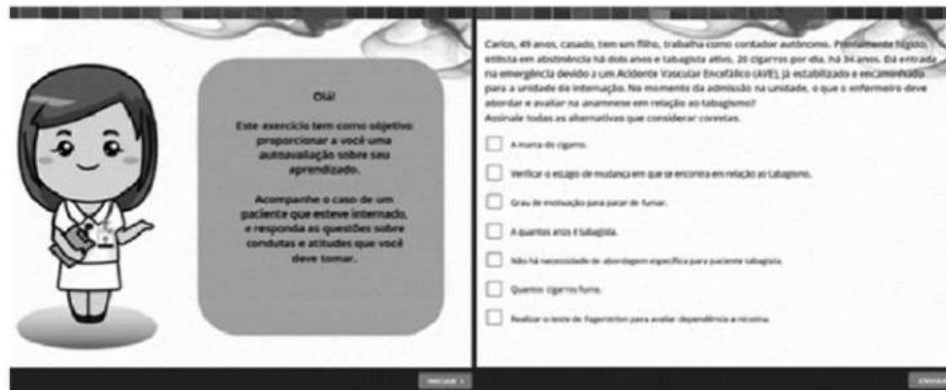 Olá!
Este exercício tem como objetivo
proporcionar a você uma
autoavaliação sobre seu
aprendizado.
Acompanhe o caso de um
paciente que esteve internado,
e responda as questões sobre
condutas e atitudes que você
deve tomar.
INICIAR
Carlos, 49 anos, casado, tem um filho, trabalha como contador autônomo. Previamente hígido,
etilista em abstinência há dois anos e tabagista ativo, 20 cigarros por dia, há 34 anos. Dá entrada
na emergência devido a um Acidente Vascular Encefálico (AVE), já estabilizado e encaminhado
para a unidade de internação. No momento da admissão na unidade, o que o enfermeiro deve
abordar e avaliar na anamnese em relação ao tabagismo?
Assinale todas as alternativas que considerar corretas.
A marca do cigarro.
Verificar o estágio de mudança em que se encontra em relação ao tabagismo.
Grau de motivação para parar de fumar.
A quantos anos é tabagista.
Não há necessidade de abordagem específica para paciente tabagista.
Quantos cigarros fuma.
Realizar o teste de Fagerström para avaliar dependência a nicotina.